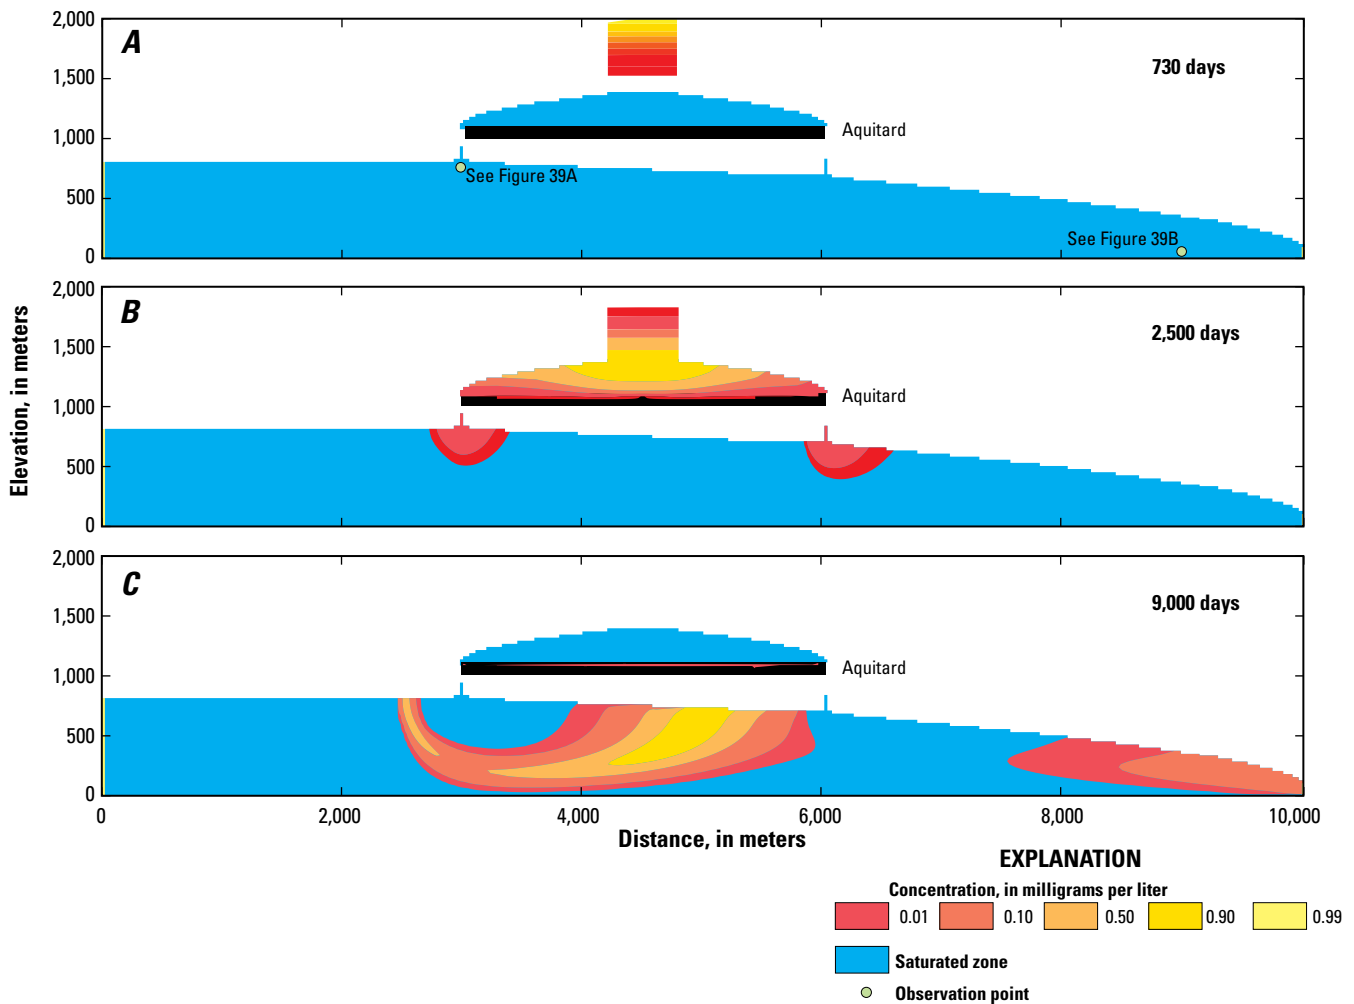 2,000
A
730 days
1,500
Aquitard
1,000
See Figure 39A
500
See Figure 39B
0
2,000
B
2,500 days
1,500
Aquitard
1,000
500
0
2,000
C
9,000 days
1,500
Aquitard
1,000
500
0
Elevation, in meters
0 2,000 4,000 6,000 8,000 10,000
Distance, in meters
EXPLANATION
Concentration, in milligrams per liter
0.01 0.10 0.50 0.90 0.99
Saturated zone
Observation point